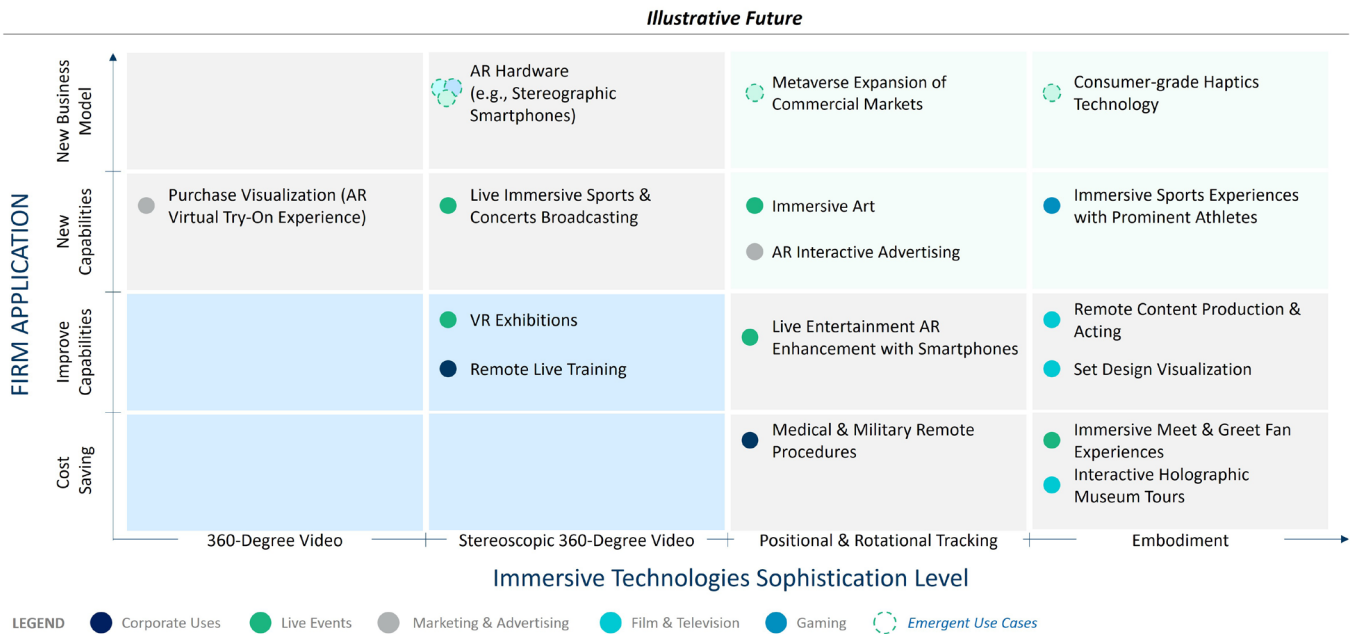 Illustrative Future
FIRM APPLICATION
New Business
Model
AR Hardware
(e.g., Stereographic
Smartphones)
Metaverse Expansion of
Commercial Markets
Consumer-grade Haptics
Technology
New
Capabilities
Purchase Visualization (AR
Virtual Try-On Experience)
Live Immersive Sports &
Concerts Broadcasting
Immersive Art
AR Interactive Advertising
Immersive Sports Experiences
with Prominent Athletes
Improve
Capabilities
VR Exhibitions
Remote Live Training
Live Entertainment AR
Enhancement with Smartphones
Remote Content Production &
Acting
Set Design Visualization
Cost
Saving
Medical & Military Remote
Procedures
Immersive Meet & Greet Fan
Experiences
Interactive Holographic
Museum Tours
360-Degree Video
Stereoscopic 360-Degree Video
Positional & Rotational Tracking
Embodiment
Immersive Technologies Sophistication Level
LEGEND
Corporate Uses
Live Events
Marketing & Advertising
Film & Television
Gaming
Emergent Use Cases